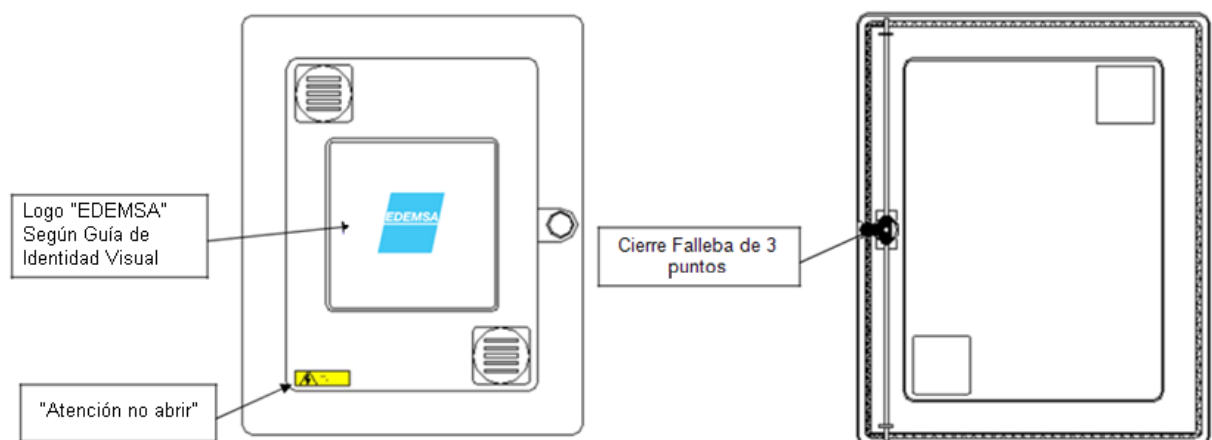 Logo "EDEMSA"
Según Guía de
Identidad Visual
EDEMSA
Cierre Falleba de 3
puntos
"Atención no abrir"